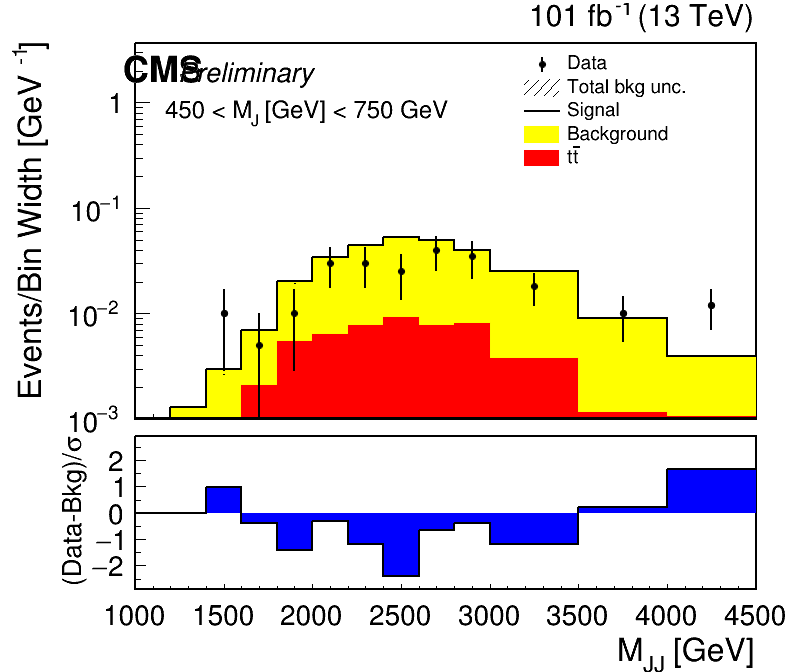 101 fb⁻¹ (13 TeV)
CMS Preliminary
450 < M_J [GeV] < 750 GeV
Data
Total bkg unc.
Signal
Background
tt̄
Events/Bin Width [GeV⁻¹]
1
10⁻¹
10⁻²
10⁻³
(Data-Bkg)/σ
2
1
0
−1
−2
1000 1500 2000 2500 3000 3500 4000 4500
M_JJ [GeV]